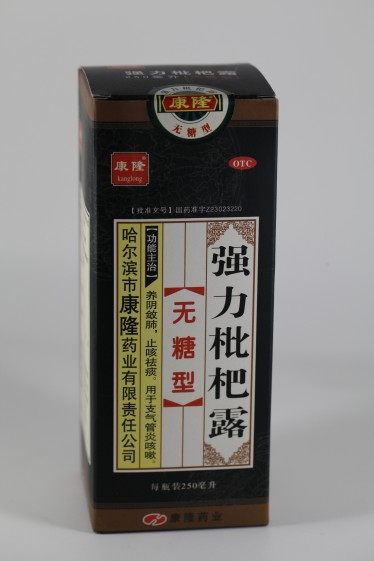 强力枇杷露
康隆
无糖型
康隆
kanglong
OTC
【批准文号】国药准字Z23023220
强力枇杷露
【无糖型】
【功能主治】养阴敛肺，止咳祛痰。用于支气管炎咳嗽。
哈尔滨市康隆药业有限责任公司
每瓶装250毫升
康隆药业